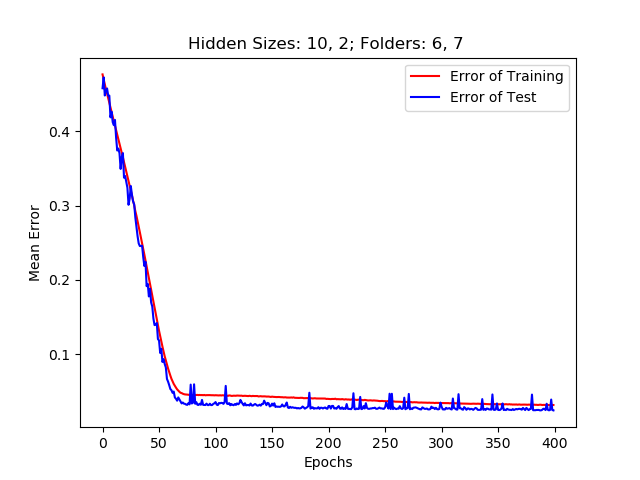 Hidden Sizes: 10, 2; Folders: 6, 7
Error of Training
Error of Test
Mean Error
0.4
0.3
0.2
0.1
0 50 100 150 200 250 300 350 400
Epochs